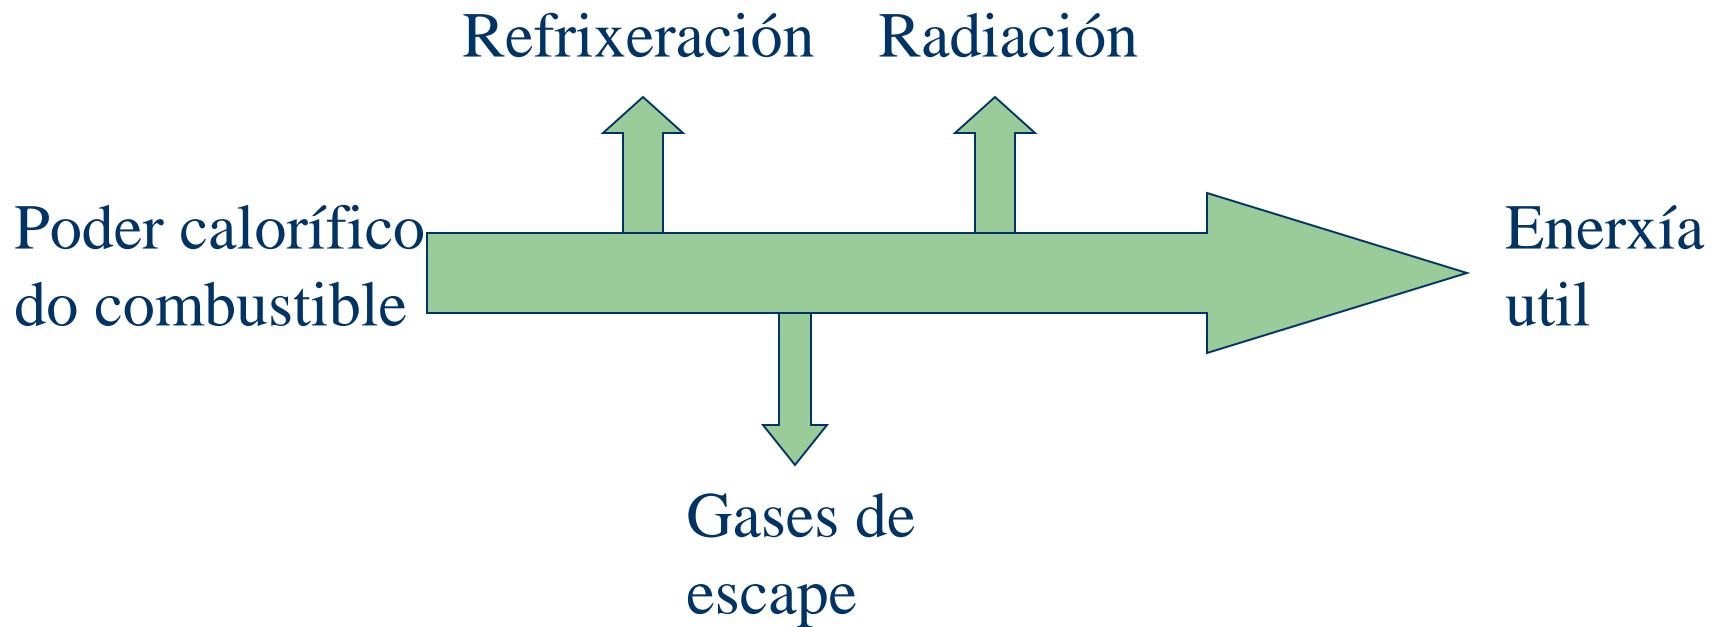 Refrixeración
Radiación
Poder calorífico
do combustible
Enerxía
util
Gases de
escape